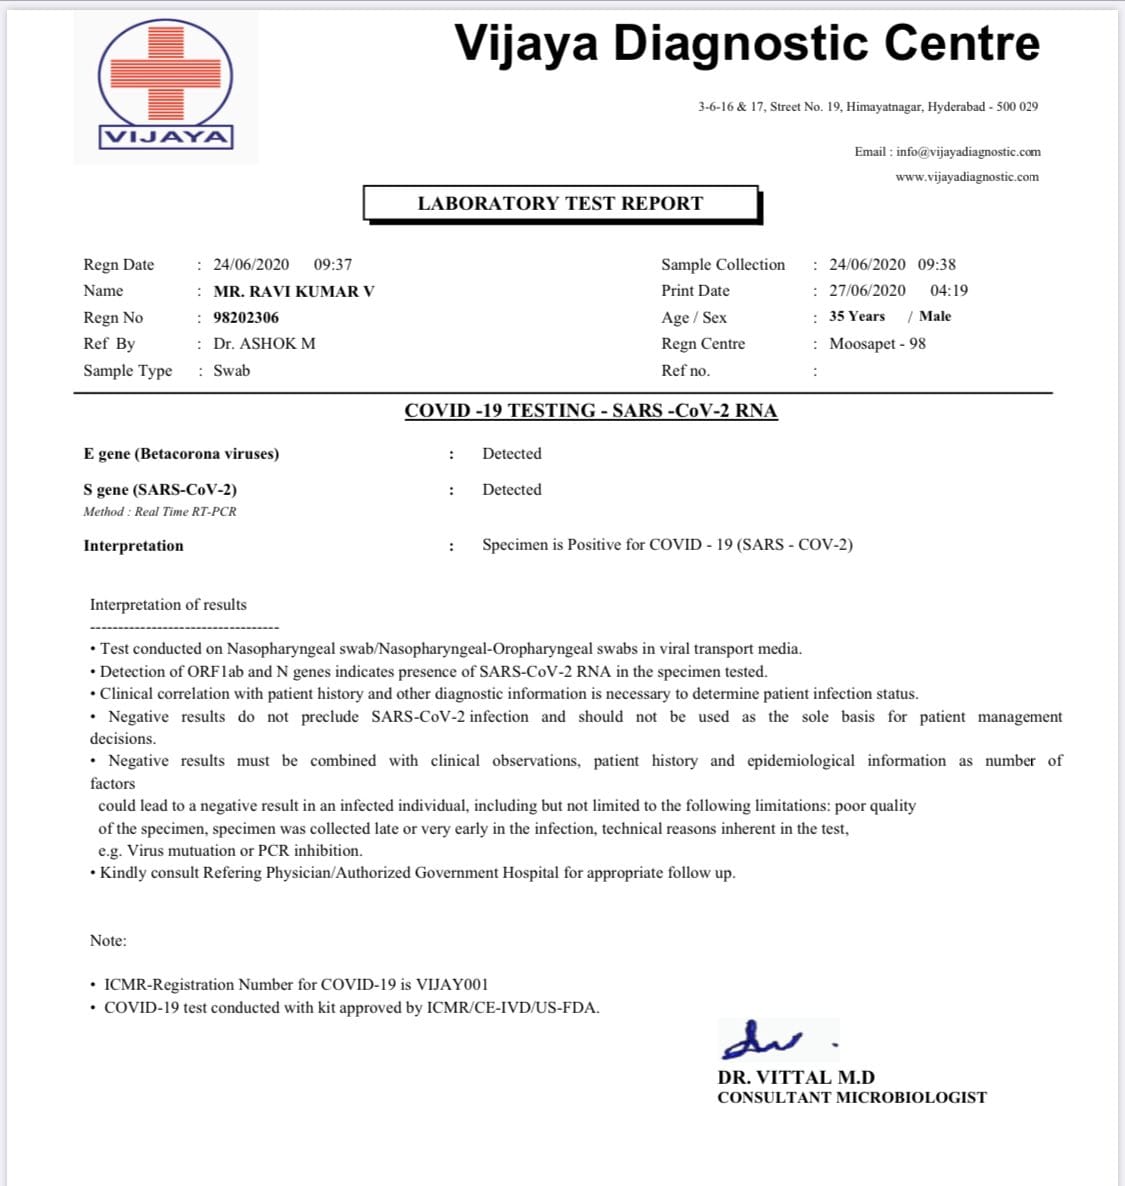 VIJAYA
Vijaya Diagnostic Centre
3-6-16 & 17, Street No. 19, Himayatnagar, Hyderabad - 500 029
Email : info@vijayadiagnostic.com
www.vijayadiagnostic.com
LABORATORY TEST REPORT
Regn Date : 24/06/2020 09:37 Sample Collection : 24/06/2020 09:38
Name : MR. RAVI KUMAR V Print Date : 27/06/2020 04:19
Regn No : 98202306 Age / Sex : 35 Years / Male
Ref By : Dr. ASHOK M Regn Centre : Moosapet - 98
Sample Type : Swab Ref no. :
COVID -19 TESTING - SARS -CoV-2 RNA
E gene (Betacorona viruses) : Detected
S gene (SARS-CoV-2) : Detected
Method : Real Time RT-PCR
Interpretation : Specimen is Positive for COVID - 19 (SARS - COV-2)
Interpretation of results
----------------------------------
• Test conducted on Nasopharyngeal swab/Nasopharyngeal-Oropharyngeal swabs in viral transport media.
• Detection of ORF1ab and N genes indicates presence of SARS-CoV-2 RNA in the specimen tested.
• Clinical correlation with patient history and other diagnostic information is necessary to determine patient infection status.
• Negative results do not preclude SARS-CoV-2 infection and should not be used as the sole basis for patient management
decisions.
• Negative results must be combined with clinical observations, patient history and epidemiological information as number of
factors
could lead to a negative result in an infected individual, including but not limited to the following limitations: poor quality
of the specimen, specimen was collected late or very early in the infection, technical reasons inherent in the test,
e.g. Virus mutuation or PCR inhibition.
• Kindly consult Refering Physician/Authorized Government Hospital for appropriate follow up.
Note:
• ICMR-Registration Number for COVID-19 is VIJAY001
• COVID-19 test conducted with kit approved by ICMR/CE-IVD/US-FDA.
DR. VITTAL M.D
CONSULTANT MICROBIOLOGIST